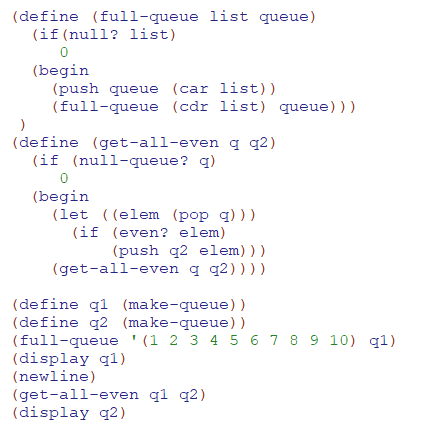 (define (full-queue list queue)
  (if(null? list)
     0
  (begin
    (push queue (car list))
    (full-queue (cdr list) queue)))
 )
(define (get-all-even q q2)
  (if (null-queue? q)
     0
  (begin
    (let ((elem (pop q)))
      (if (even? elem)
          (push q2 elem)))
    (get-all-even q q2))))

(define q1 (make-queue))
(define q2 (make-queue))
(full-queue '(1 2 3 4 5 6 7 8 9 10) q1)
(display q1)
(newline)
(get-all-even q1 q2)
(display q2)